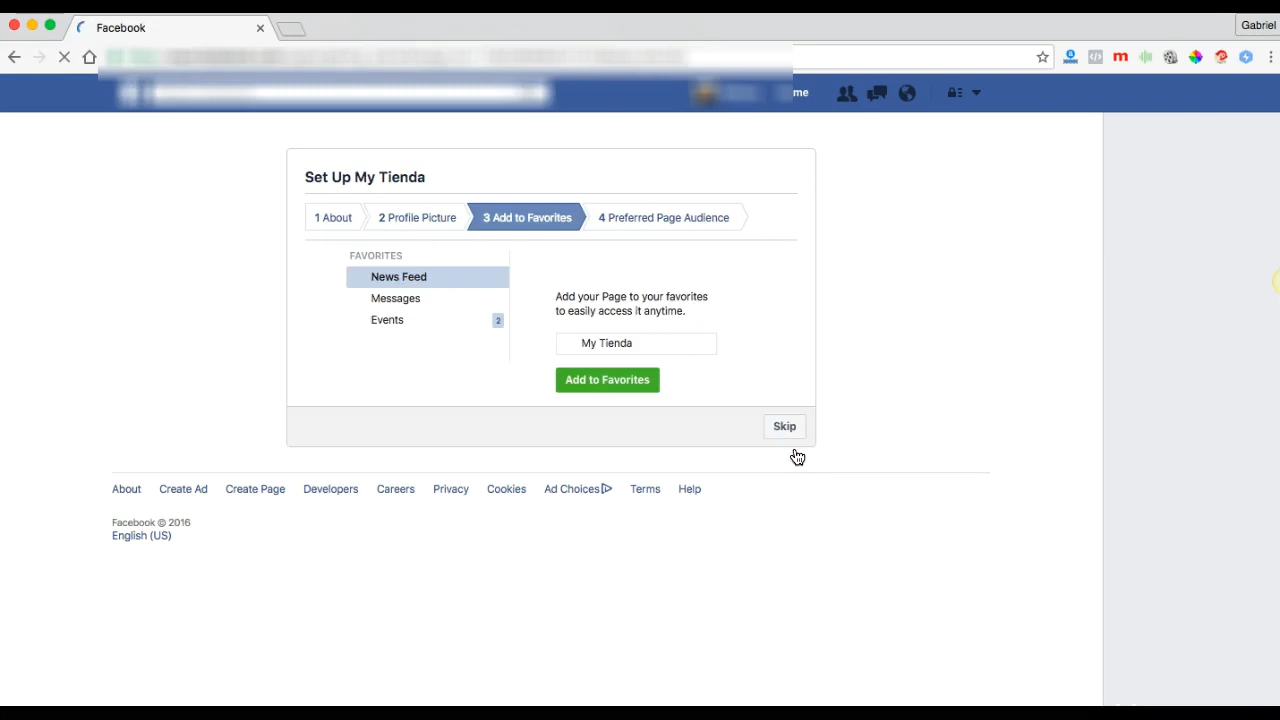 Facebook
Gabriel
m
me
Set Up My Tienda
1 About
2 Profile Picture
3 Add to Favorites
4 Preferred Page Audience
FAVORITES
News Feed
Messages
Events
2
Add your Page to your favorites
to easily access it anytime.
My Tienda
Add to Favorites
Skip
About Create Ad Create Page Developers Careers Privacy Cookies Ad Choices Terms Help
Facebook © 2016
English (US)